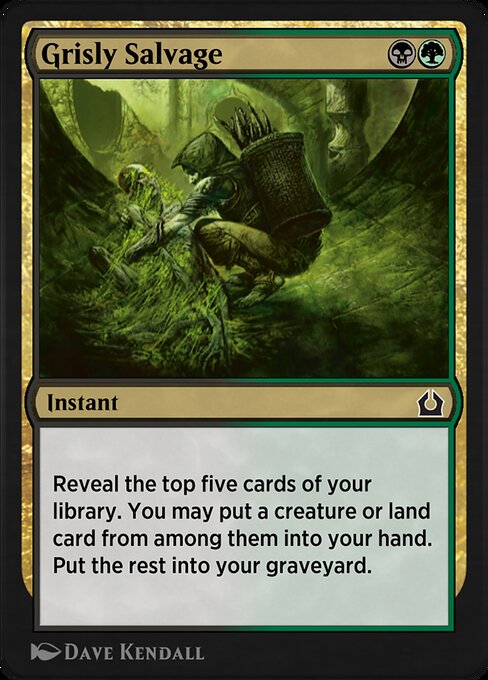 Grisly Salvage
Instant
Reveal the top five cards of your
library. You may put a creature or land
card from among them into your hand.
Put the rest into your graveyard.
DAVE KENDALL